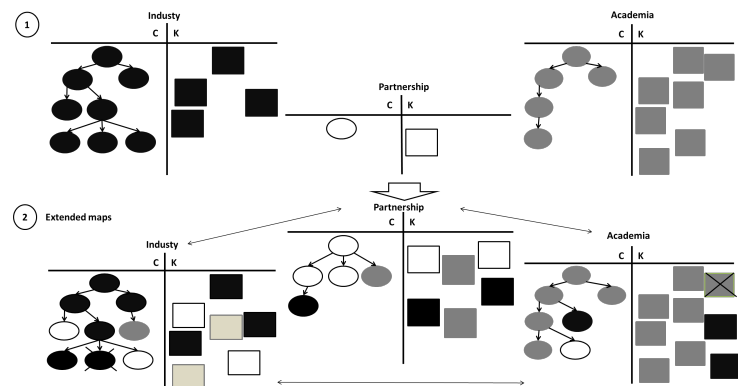 1
Industy
C K
Partnership
C K
Academia
C K
2 Extended maps
Partnership
C K
Industy
C K
Academia
C K